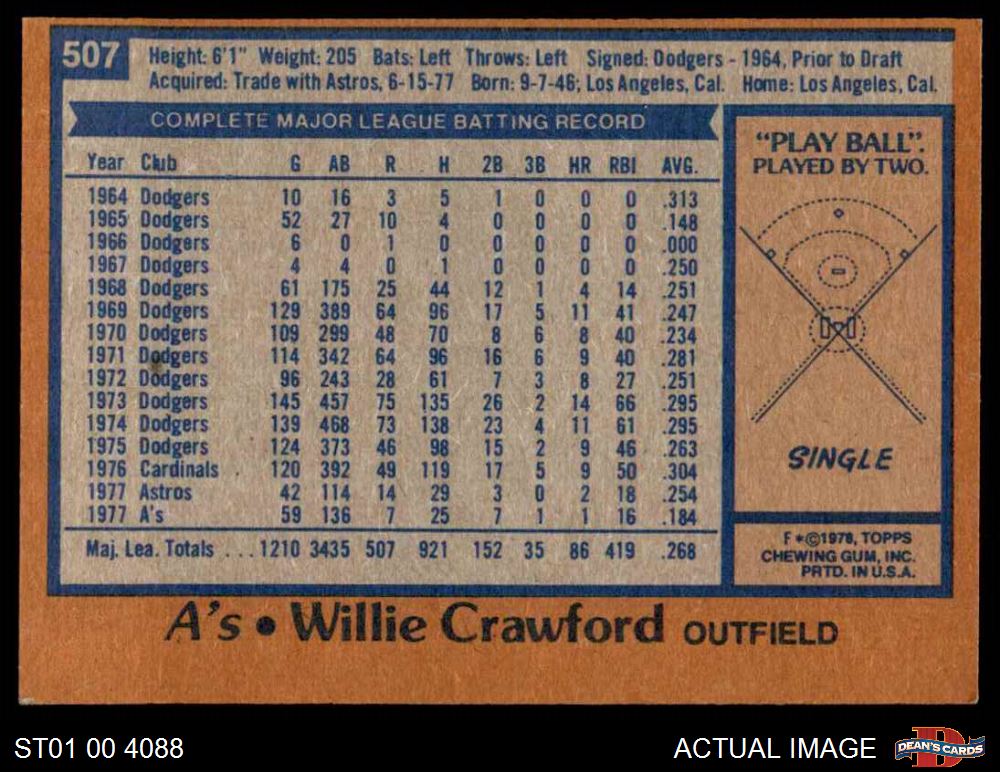 507
Height: 6'1" Weight: 205 Bats: Left Throws: Left Signed: Dodgers - 1964, Prior to Draft
Acquired: Trade with Astros, 6-15-77 Born: 9-7-46; Los Angeles, Cal. Home: Los Angeles, Cal.
COMPLETE MAJOR LEAGUE BATTING RECORD
Year Club G AB R H 2B 3B HR RBI AVG.
1964 Dodgers 10 16 3 5 1 0 0 0 .313
1965 Dodgers 52 27 10 4 0 0 0 0 .148
1966 Dodgers 6 0 1 0 0 0 0 0 .000
1967 Dodgers 4 4 0 1 0 0 0 0 .250
1968 Dodgers 61 175 25 44 12 1 4 14 .251
1969 Dodgers 129 389 64 96 17 5 11 41 .247
1970 Dodgers 109 299 48 70 8 6 8 40 .234
1971 Dodgers 114 342 64 96 16 6 9 40 .281
1972 Dodgers 96 243 28 61 7 3 8 27 .251
1973 Dodgers 145 457 75 135 26 2 14 66 .295
1974 Dodgers 139 468 73 138 23 4 11 61 .295
1975 Dodgers 124 373 46 98 15 2 9 46 .263
1976 Cardinals 120 392 49 119 17 5 9 50 .304
1977 Astros 42 114 14 29 3 0 2 18 .254
1977 A's 59 136 7 25 7 1 1 16 .184
Maj. Lea. Totals ... 1210 3435 507 921 152 35 86 419 .268
"PLAY BALL".
PLAYED BY TWO.
SINGLE
F *©1978, TOPPS
CHEWING GUM, INC.
PRTD. IN U.S.A.
A's • Willie Crawford OUTFIELD
ST01 00 4088
ACTUAL IMAGE
D
DEAN'S CARDS